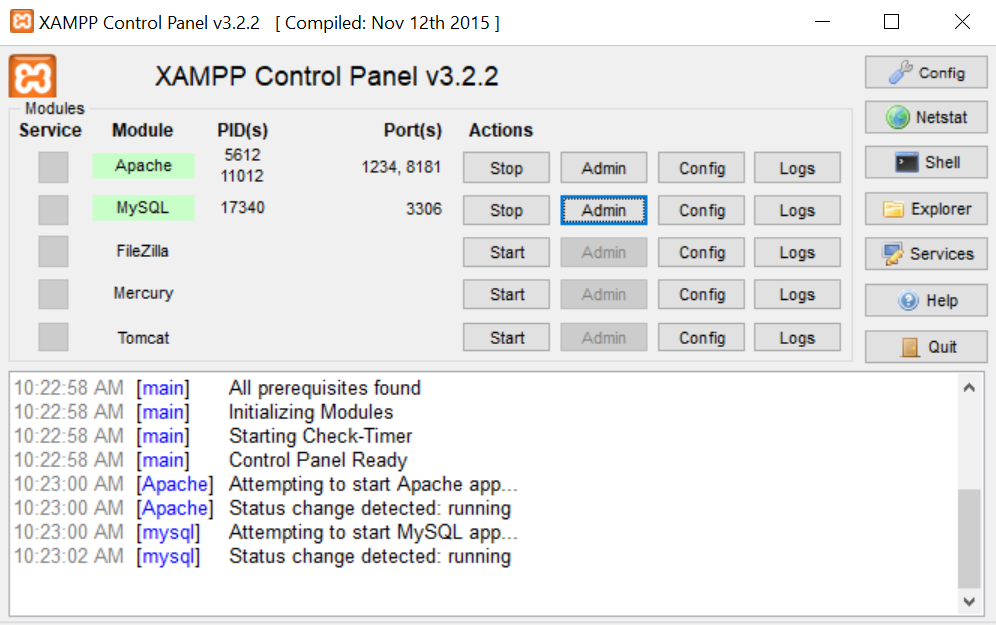 XAMPP Control Panel v3.2.2 [ Compiled: Nov 12th 2015 ]
XAMPP Control Panel v3.2.2
Config
Modules
Service Module PID(s) Port(s) Actions
Netstat
Apache 5612 11012 1234, 8181 Stop Admin Config Logs
Shell
MySQL 17340 3306 Stop Admin Config Logs
Explorer
FileZilla Start Admin Config Logs
Services
Mercury Start Admin Config Logs
Help
Tomcat Start Admin Config Logs
Quit
10:22:58 AM [main] All prerequisites found
10:22:58 AM [main] Initializing Modules
10:22:58 AM [main] Starting Check-Timer
10:22:58 AM [main] Control Panel Ready
10:23:00 AM [Apache] Attempting to start Apache app...
10:23:00 AM [Apache] Status change detected: running
10:23:00 AM [mysql] Attempting to start MySQL app...
10:23:02 AM [mysql] Status change detected: running